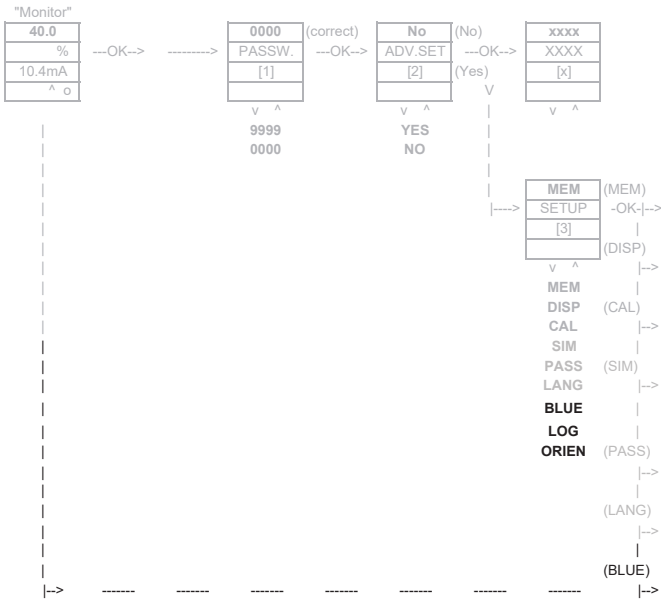 "Monitor"
40.0 0000 (correct) No (No) xxxx
% ---OK--> ---------> PASSW. ---OK--> ADV.SET ---OK--> XXXX
10.4mA [1] [2] (Yes) [x]
^ o V
v ^ v ^ | v ^
| 9999 YES |
| 0000 NO |
| |
| | MEM (MEM)
| |----> SETUP -OK-|-->
| [3] |
| (DISP)
| v ^ |-->
| MEM |
| DISP (CAL)
| CAL |-->
| SIM |
| PASS (SIM)
| LANG |-->
| BLUE |
| LOG |
| ORIEN (PASS)
| |-->
| |
| (LANG)
| |-->
| |
| (BLUE)
|--> ------- ------- ------- ------- ------- ------- ------- |-->